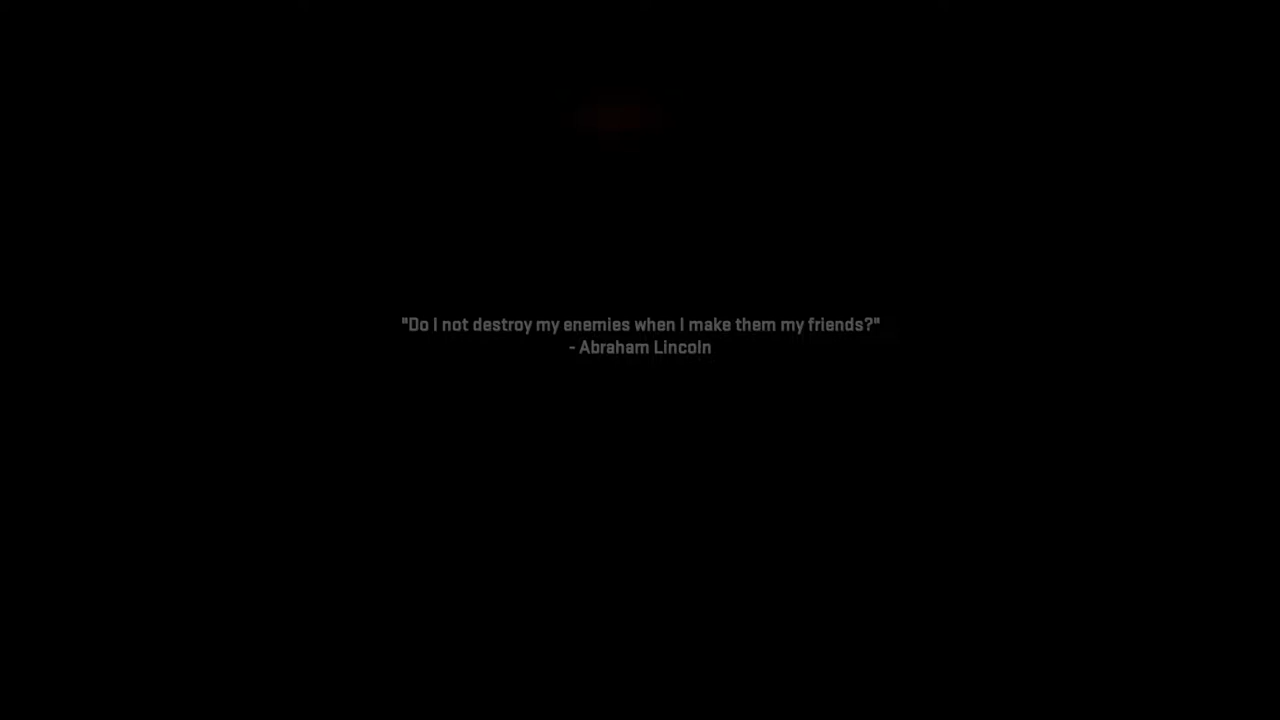 "Do I not destroy my enemies when I make them my friends?"
- Abraham Lincoln